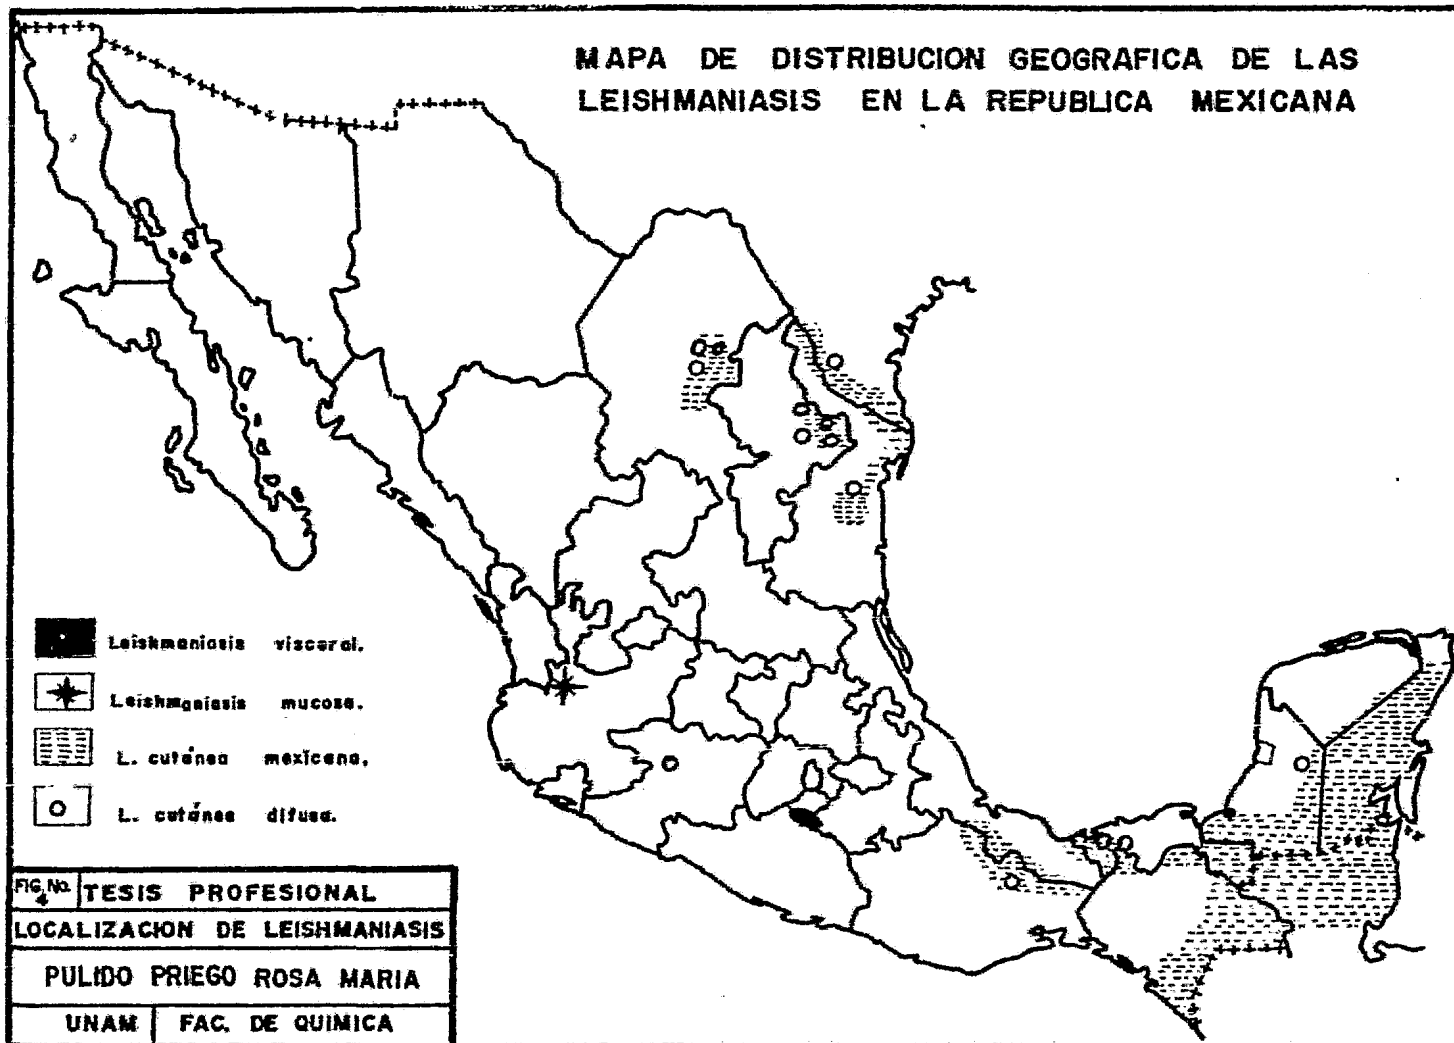 MAPA DE DISTRIBUCION GEOGRAFICA DE LAS
LEISHMANIASIS EN LA REPUBLICA MEXICANA
Leishmaniasis visceral.
Leishmaniasis mucosa.
L. cutánea mexicana.
L. cutánea difusa.
FIG. No. 4
TESIS PROFESIONAL
LOCALIZACION DE LEISHMANIASIS
PULIDO PRIEGO ROSA MARIA
UNAM FAC. DE QUIMICA